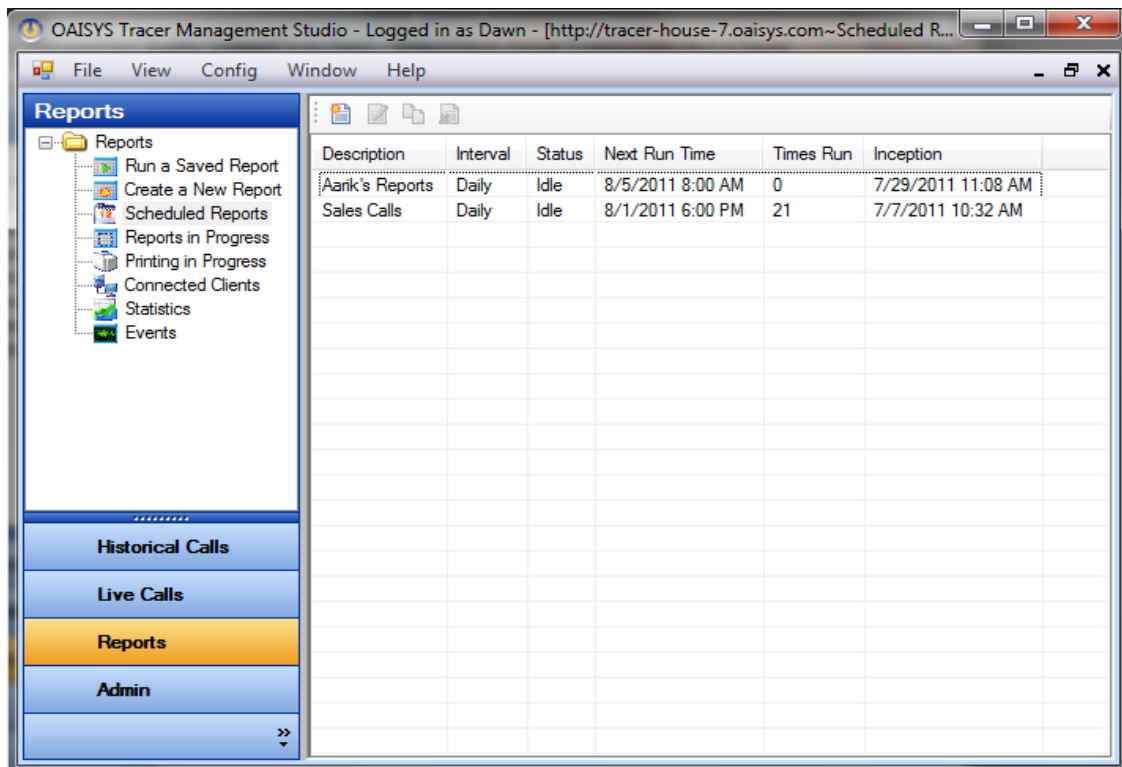 OAISYS Tracer Management Studio - Logged in as Dawn - [http://tracer-house-7.oaisys.com~Scheduled R...
File View Config Window Help
Reports
Reports
Run a Saved Report
Create a New Report
Scheduled Reports
Reports in Progress
Printing in Progress
Connected Clients
Statistics
Events
Historical Calls
Live Calls
Reports
Admin
Description Interval Status Next Run Time Times Run Inception
Aarik's Reports Daily Idle 8/5/2011 8:00 AM 0 7/29/2011 11:08 AM
Sales Calls Daily Idle 8/1/2011 6:00 PM 21 7/7/2011 10:32 AM